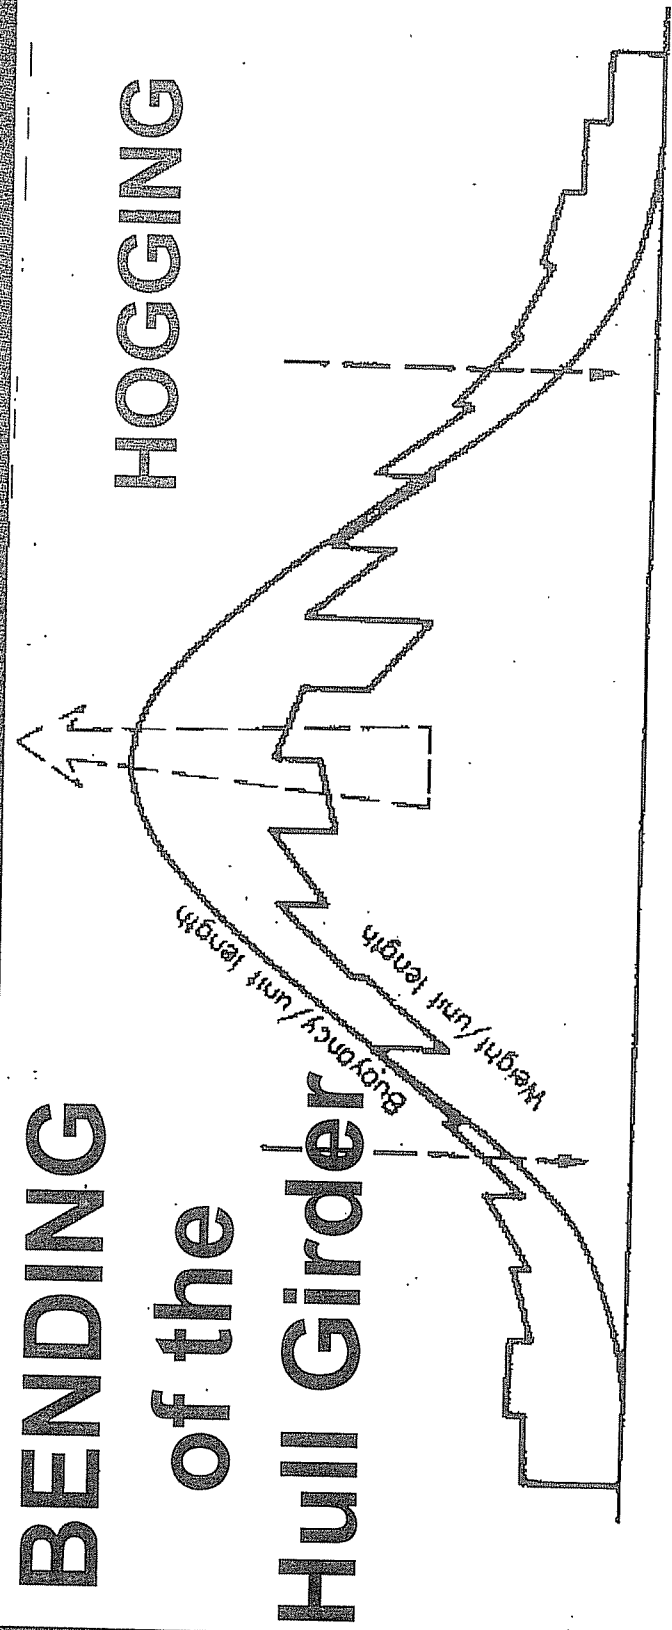 BENDING
of the
Hull Girder
HOGGING
Buoyancy/unit length
Weight/unit length